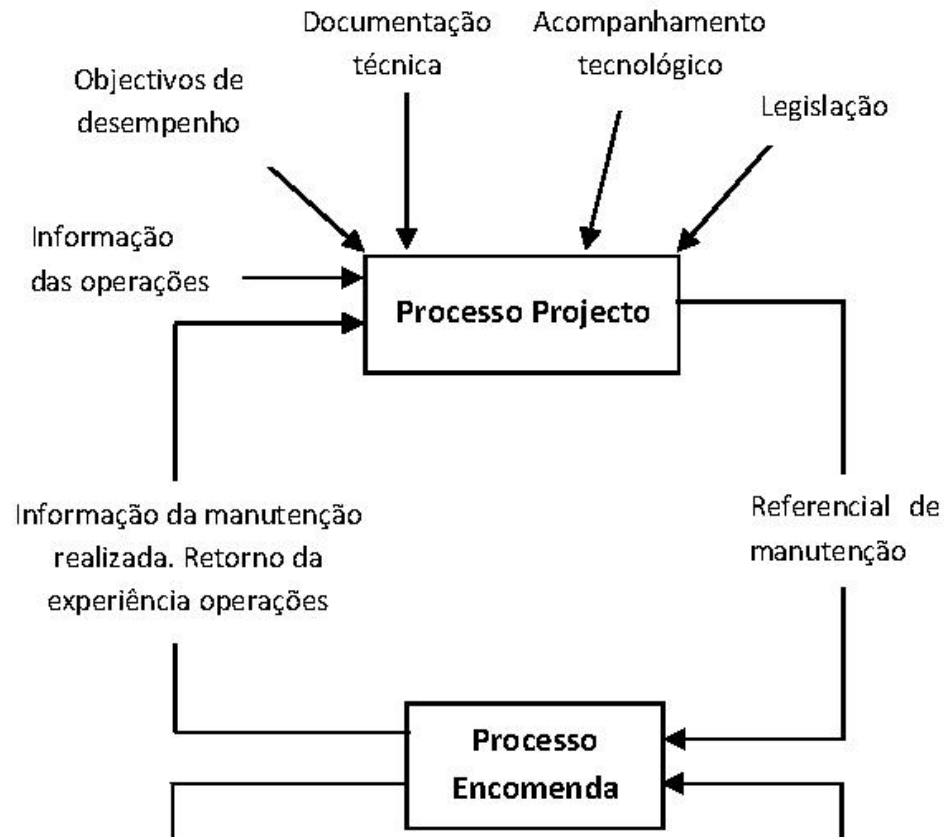 Documentação
técnica
Acompanhamento
tecnológico
Objectivos de
desempenho
Legislação
Informação
das operações
Processo Projecto
Informação da manutenção
realizada. Retorno da
experiência operações
Referencial de
manutenção
Processo
Encomenda